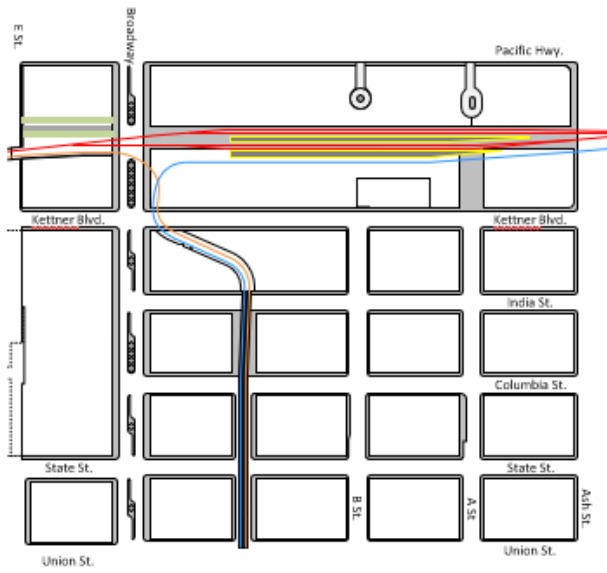 E St.
Broadway
Pacific Hwy.
Kettner Blvd.
Kettner Blvd.
India St.
Columbia St.
State St.
State St.
B St.
A St
Ash St.
Union St.
Union St.